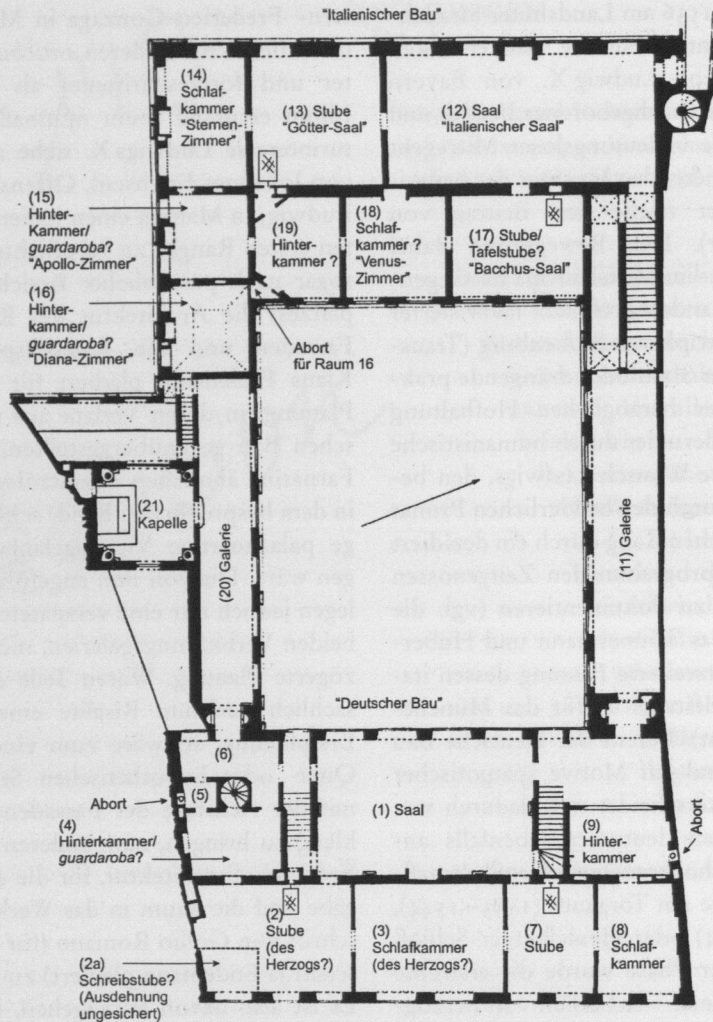 "Italienischer Bau"
(14)
Schlaf-
kammer
"Sternen-
Zimmer"
(13) Stube
"Götter-Saal"
(12) Saal
"Italienischer Saal"
(15)
Hinter-
Kammer/
guardaroba?
"Apollo-Zimmer"
(19)
Hinter-
kammer ?
(18)
Schlaf-
kammer ?
"Venus-
Zimmer"
(17) Stube/
Tafelstube?
"Bacchus-Saal"
(16)
Hinter-
kammer/
guardaroba?
"Diana-Zimmer"
Abort
für Raum 16
(21)
Kapelle
(20) Galerie
(11) Galerie
"Deutscher Bau"
(6)
(5)
Abort
(4)
Hinterkammer/
guardaroba?
(1) Saal
(9)
Hinter-
kammer
Abort
(2)
Stube
(des
Herzogs?)
(3) Schlafkammer
(des Herzogs?)
(7)
Stube
(8)
Schlaf-
kammer
(2a)
Schreibstube?
(Ausdehnung
ungesichert)